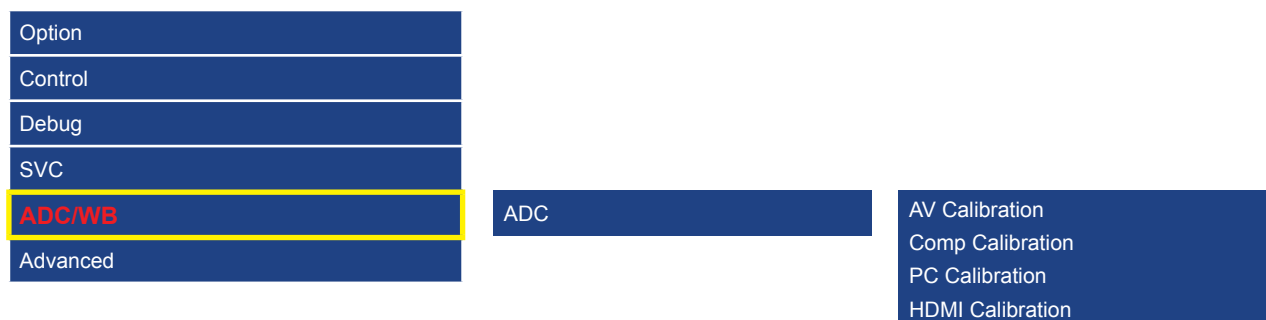 Option
Control
Debug
SVC
ADC/WB
Advanced
ADC
AV Calibration
Comp Calibration
PC Calibration
HDMI Calibration